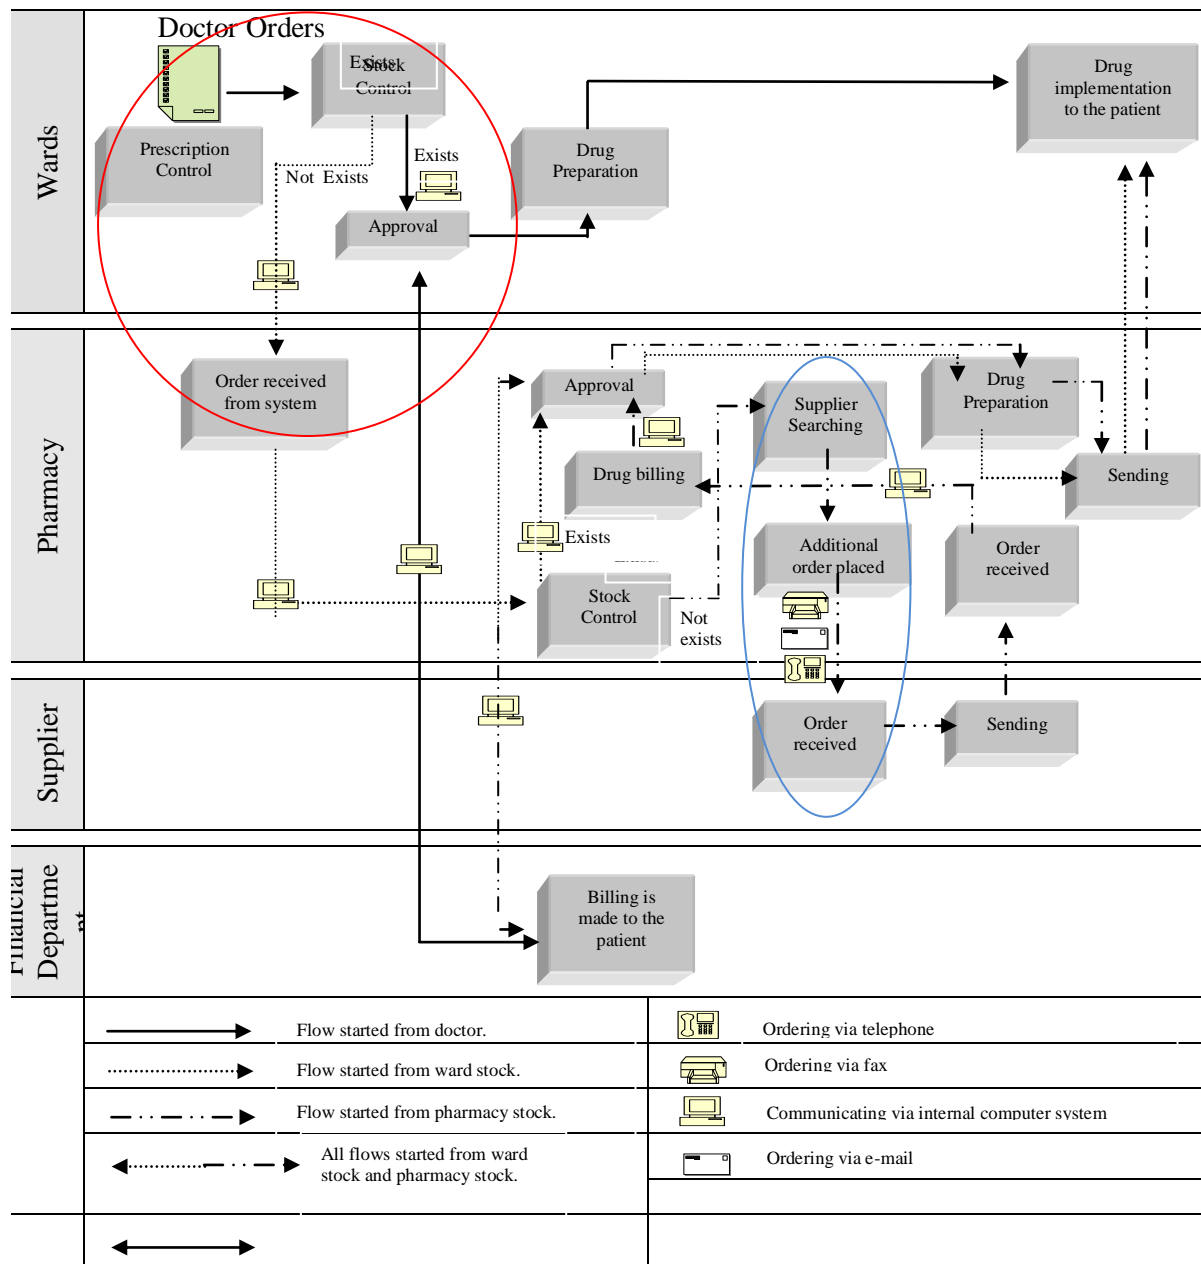 Doctor Orders
Exists
Stock
Control
Prescription
Control
Not Exists
Exists
Approval
Drug
Preparation
Drug
implementation
to the patient
Wards
Order received
from system
Approval
Drug billing
Exists
Stock
Control
Not
exists
Supplier
Searching
Additional
order placed
Drug
Preparation
Sending
Order
received
Pharmacy
Order
received
Sending
Supplier
Billing is
made to the
patient
Financial
Departme
nt
Flow started from doctor.
Flow started from ward stock.
Flow started from pharmacy stock.
All flows started from ward
stock and pharmacy stock.
Ordering via telephone
Ordering via fax
Communicating via internal computer system
Ordering via e-mail